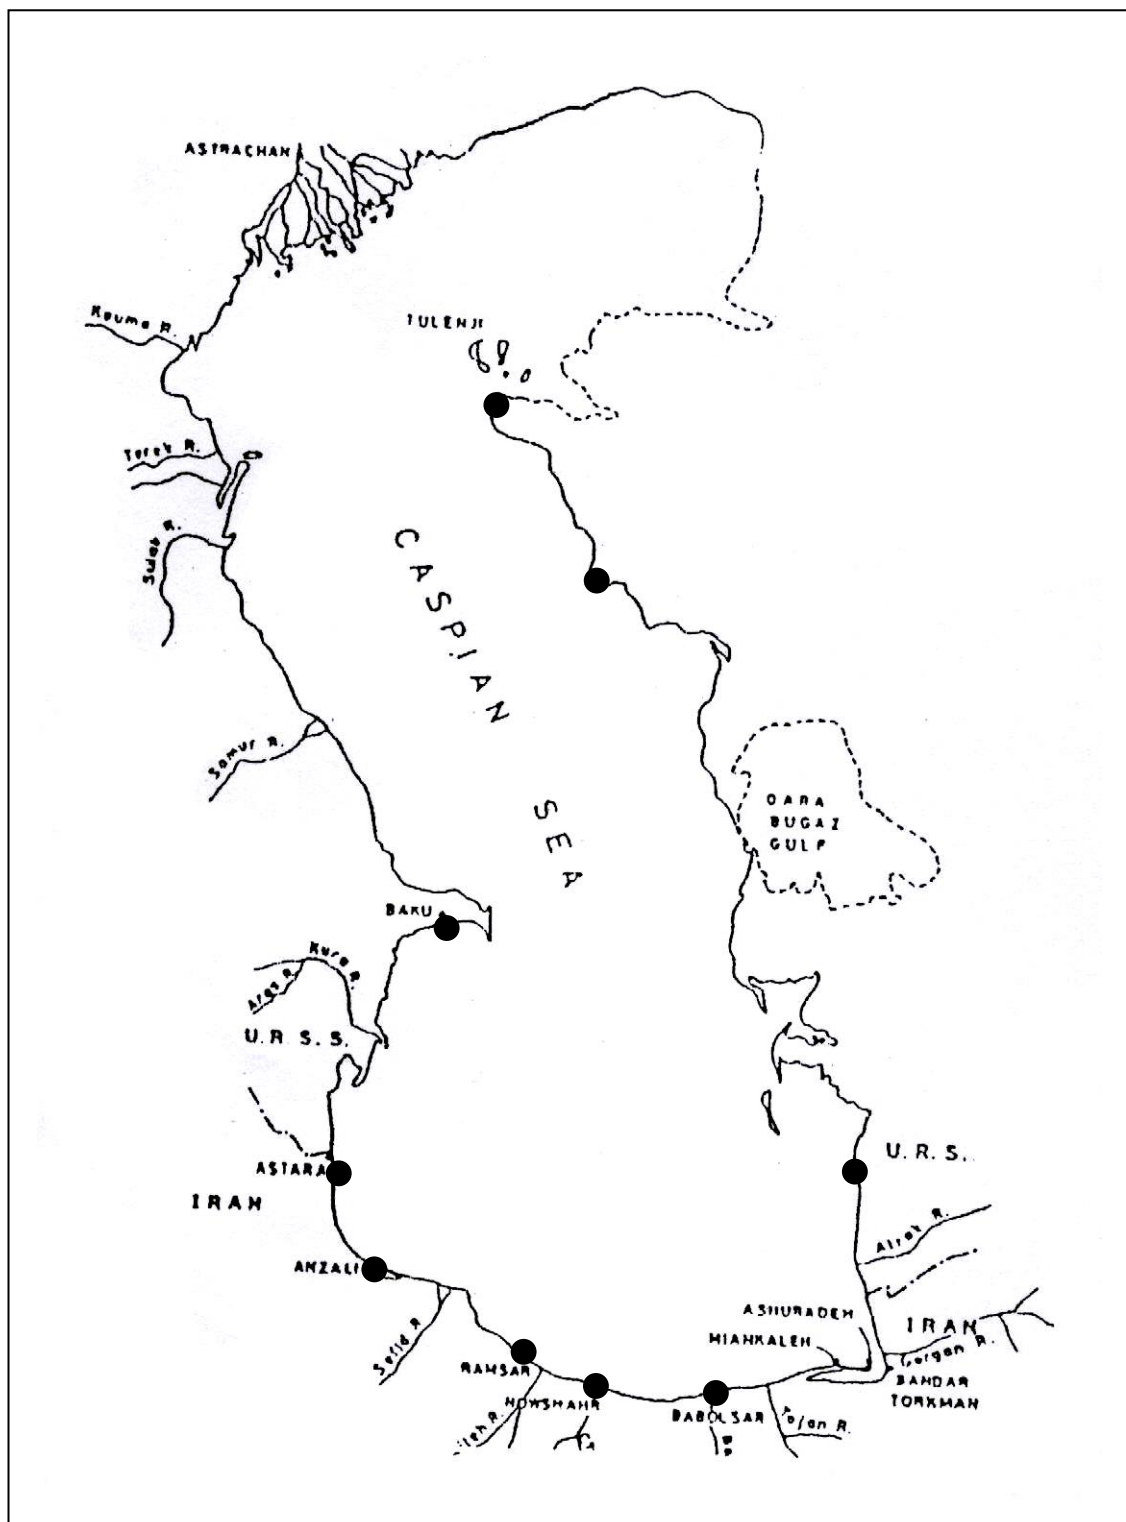 ASTRACHAN
Kouma R.
TULENJI
Terek R.
Sulak R.
CASPIAN SEA
Samur R.
QARA
BUGAZ
GULF
BAKU
Kura R.
Aras R.
U.R.S.S.
ASTARA
U.R.S.
IRAN
Atrak R.
ANZALI
ASHURADEH
IRAN
MIANKALEH
Gorgan R.
Sefid R.
RAMSAR
BANDAR
TORKMAN
NOWSHAHR
BABOLSAR
Tajan R.